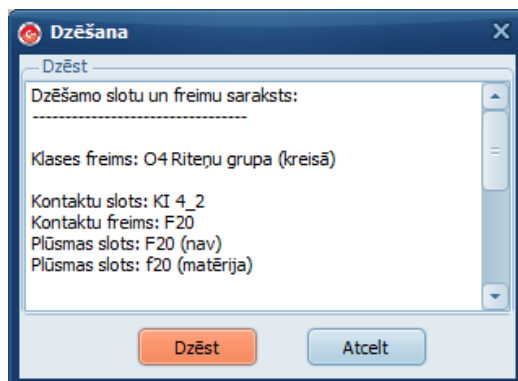 Dzēšana
Dzēst
Dzēšamo slotu un freimu saraksts:
---------------------------------
Klases freims: O4 Riteņu grupa (kreisā)
Kontaktu slots: KI 4_2
Kontaktu freims: F20
Plūsmas slots: F20 (nav)
Plūsmas slots: f20 (matērija)
Dzēst
Atcelt